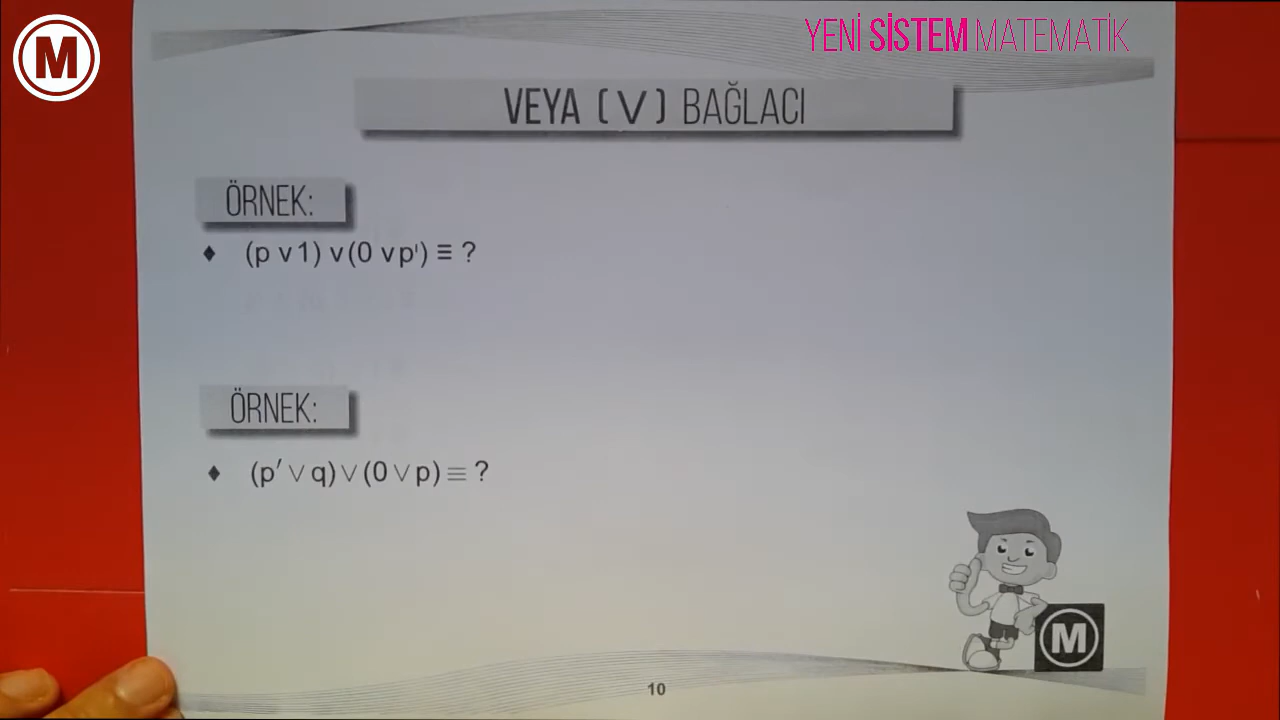 M
YENİ SİSTEM MATEMATİK
VEYA (V) BAĞLACI
ÖRNEK:
♦ (p v 1) v (0 v p') ≡ ?
ÖRNEK:
♦ (p′ ∨ q) ∨ (0 ∨ p) ≡ ?
M
10